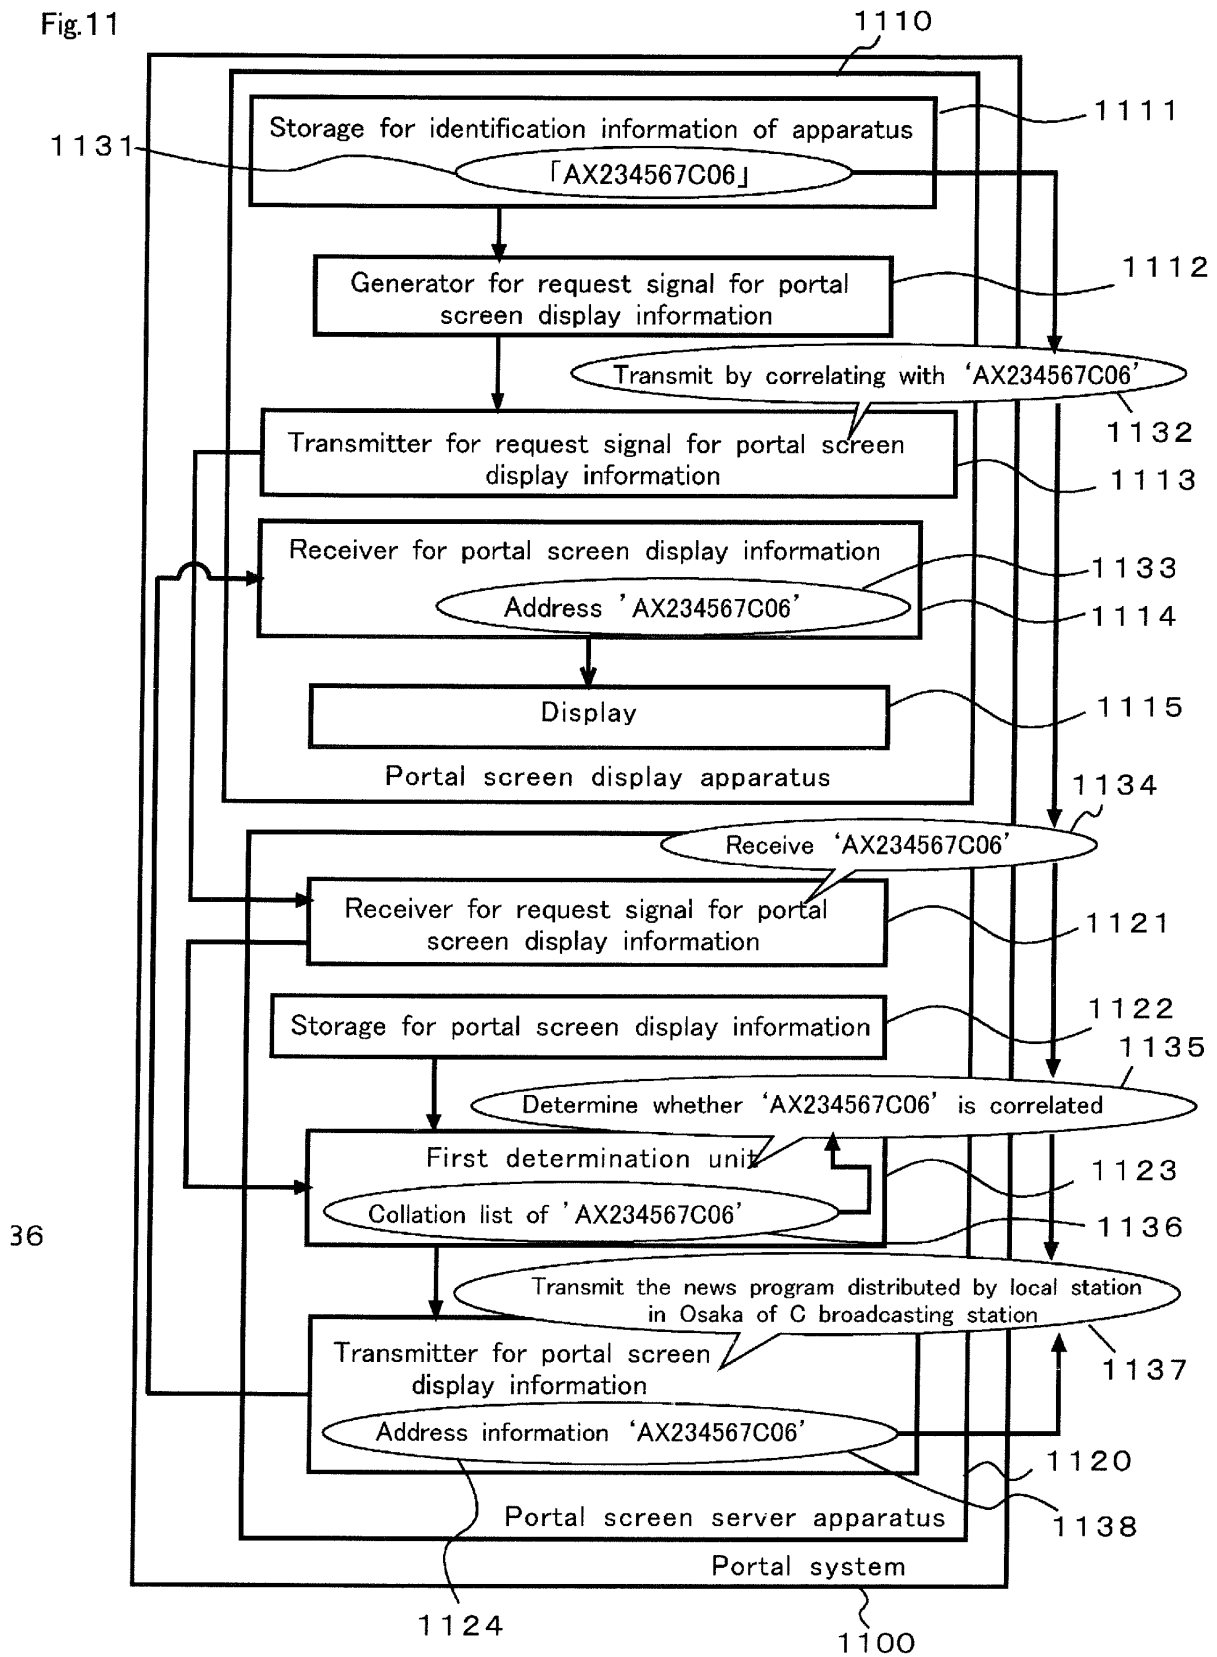 Fig.11
1110
1111
Storage for identification information of apparatus
1131
「AX234567C06」
1112
Generator for request signal for portal
screen display information
Transmit by correlating with ‘AX234567C06’
1132
Transmitter for request signal for portal screen
display information
1113
Receiver for portal screen display information
1133
Address ’AX234567C06’
1114
Display
1115
Portal screen display apparatus
1134
Receive ‘AX234567C06’
Receiver for request signal for portal
screen display information
1121
1122
Storage for portal screen display information
1135
Determine whether ‘AX234567C06’ is correlated
First determination unit
1123
Collation list of ’AX234567C06’
1136
36
Transmit the news program distributed by local station
in Osaka of C broadcasting station
Transmitter for portal screen
display information
1137
Address information ‘AX234567C06’
1120
Portal screen server apparatus
1138
Portal system
1124
1100